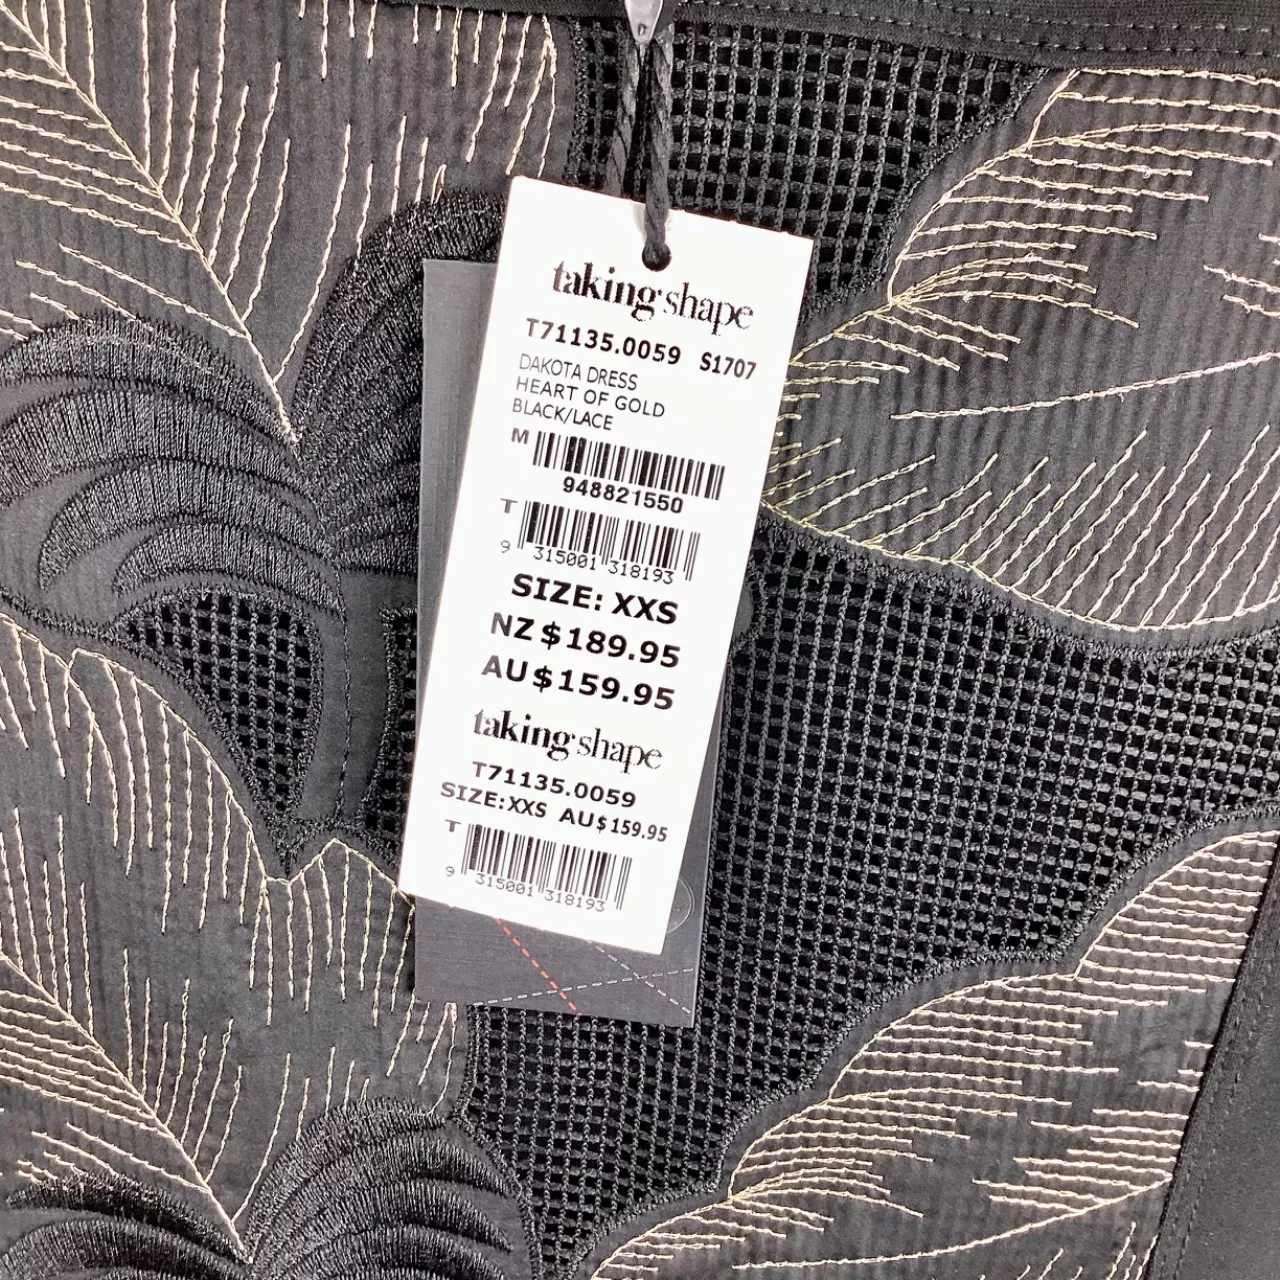 taking shape
T71135.0059 S1707
DAKOTA DRESS
HEART OF GOLD
BLACK/LACE
M
948821550
T
9 315001 318193
SIZE: XXS
NZ$189.95
AU$159.95
taking shape
T71135.0059
SIZE:XXS AU$159.95
T
9 315001 318193